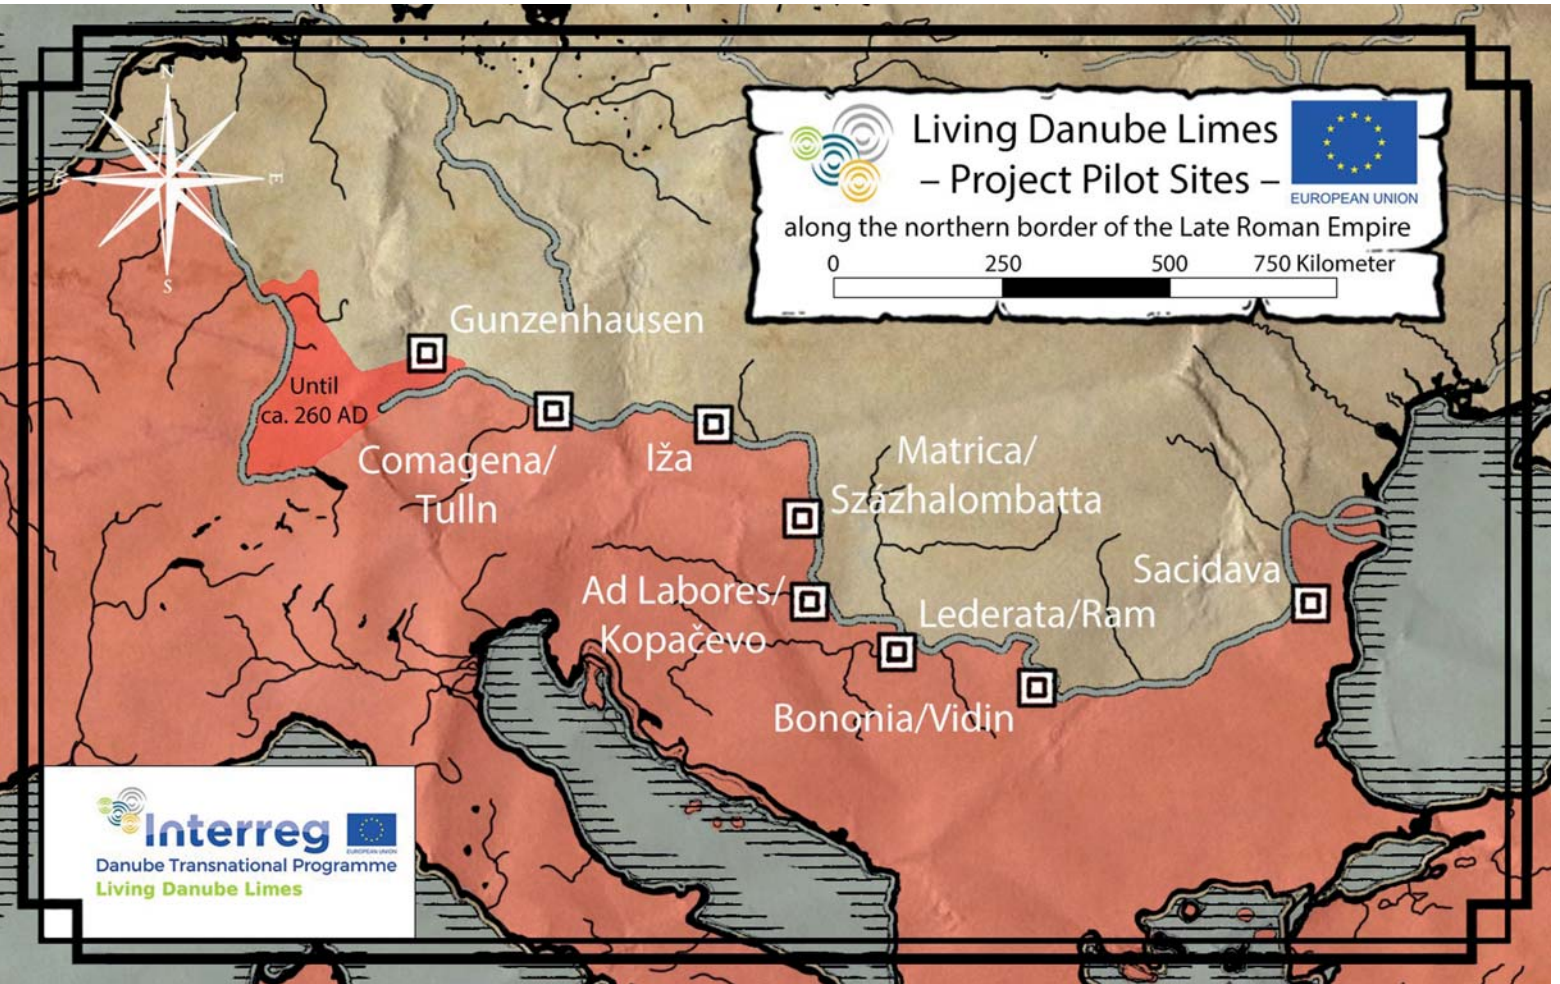 Living Danube Limes
– Project Pilot Sites –
EUROPEAN UNION
along the northern border of the Late Roman Empire
0 250 500 750 Kilometer
N
E
S
Gunzenhausen
Until
ca. 260 AD
Comagena/
Tulln
Iža
Matrica/
Százhalombatta
Sacidava
Ad Labores/
Kopačevo
Lederata/Ram
Bononia/Vidin
Interreg
EUROPEAN UNION
Danube Transnational Programme
Living Danube Limes